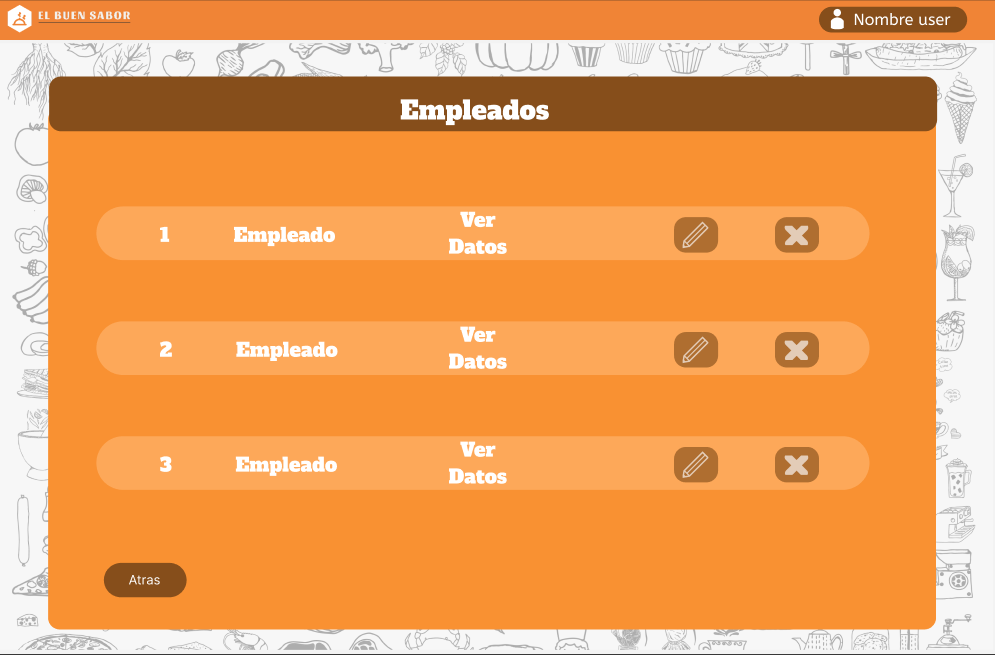 EL BUEN SABOR
Nombre user
Empleados
1 Empleado Ver
Datos
2 Empleado Ver
Datos
3 Empleado Ver
Datos
Atras